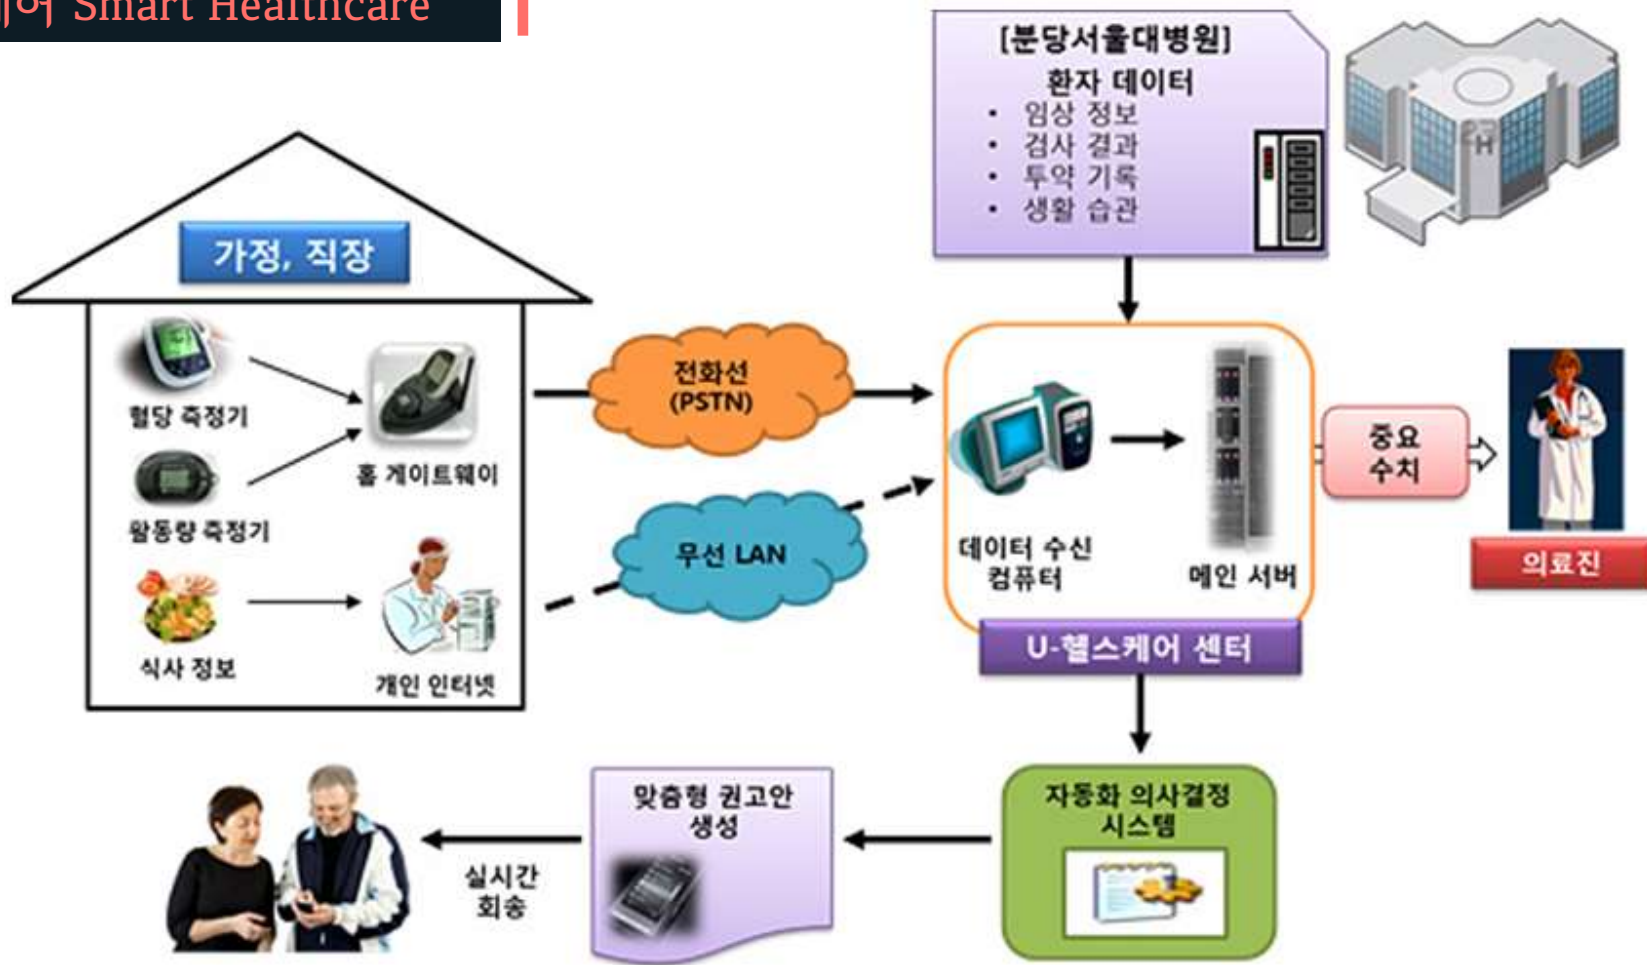 Smart Healthcare
[분당서울대병원]
환자 데이터
• 임상 정보
• 검사 결과
• 투약 기록
• 생활 습관
H
가정, 직장
혈당 측정기
홈 게이트웨이
활동량 측정기
식사 정보
개인 인터넷
전화선
(PSTN)
무선 LAN
데이터 수신
컴퓨터
메인 서버
U-헬스케어 센터
중요
수치
의료진
자동화 의사결정
시스템
맞춤형 권고안
생성
실시간
회송